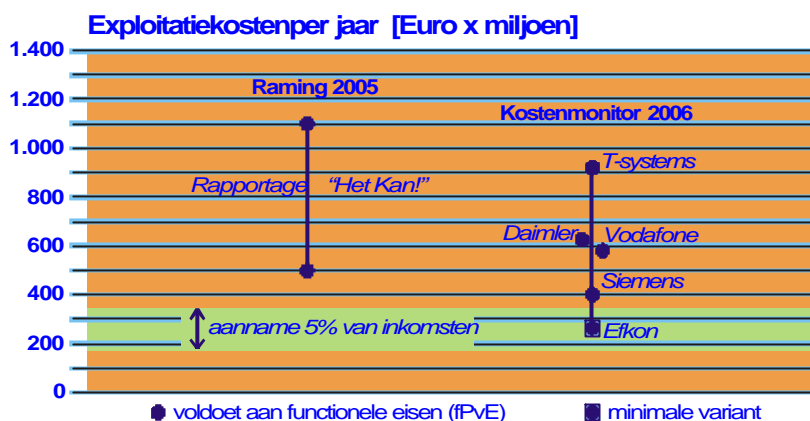 Exploitatiekostenper jaar [Euro x miljoen]
1.400
Raming 2005
1.200
Kostenmonitor 2006
1.000
T-systems
Rapportage "Het Kan!"
800
Daimler
Vodafone
600
Siemens
400
aanname 5% van inkomsten
Efkon
200
0
voldoet aan functionele eisen (fPvE)
minimale variant